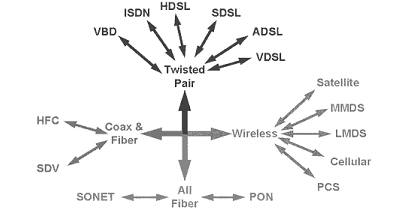 HDSL
ISDN
SDSL
VBD
ADSL
VDSL
Twisted
Pair
Satellite
MMDS
HFC
Coax &
Fiber
Wireless
LMDS
SDV
Cellular
PCS
SONET
All
Fiber
PON